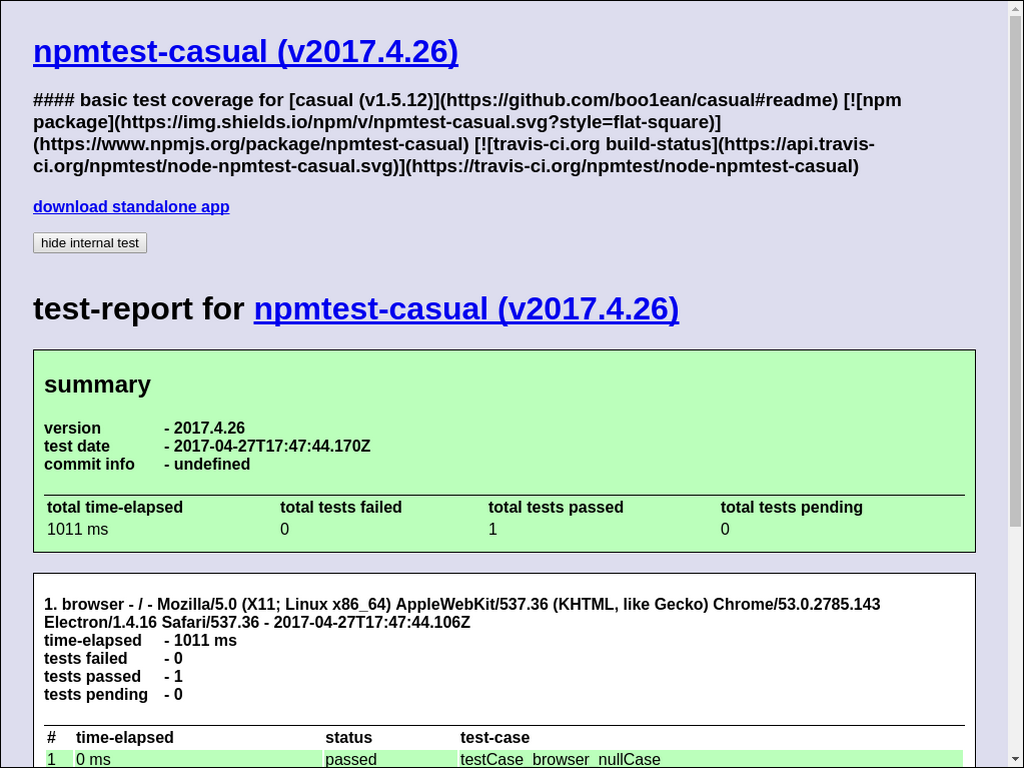 npmtest-casual (v2017.4.26)
#### basic test coverage for [casual (v1.5.12)](https://github.com/boo1ean/casual#readme) [![npm
package](https://img.shields.io/npm/v/npmtest-casual.svg?style=flat-square)]
(https://www.npmjs.org/package/npmtest-casual) [![travis-ci.org build-status](https://api.travis-
ci.org/npmtest/node-npmtest-casual.svg)](https://travis-ci.org/npmtest/node-npmtest-casual)
download standalone app
hide internal test
test-report for npmtest-casual (v2017.4.26)
summary
version - 2017.4.26
test date - 2017-04-27T17:47:44.170Z
commit info - undefined
total time-elapsed total tests failed total tests passed total tests pending
1011 ms 0 1 0
1. browser - / - Mozilla/5.0 (X11; Linux x86_64) AppleWebKit/537.36 (KHTML, like Gecko) Chrome/53.0.2785.143
Electron/1.4.16 Safari/537.36 - 2017-04-27T17:47:44.106Z
time-elapsed - 1011 ms
tests failed - 0
tests passed - 1
tests pending - 0
# time-elapsed status test-case
1 0 ms passed testCase_browser_nullCase